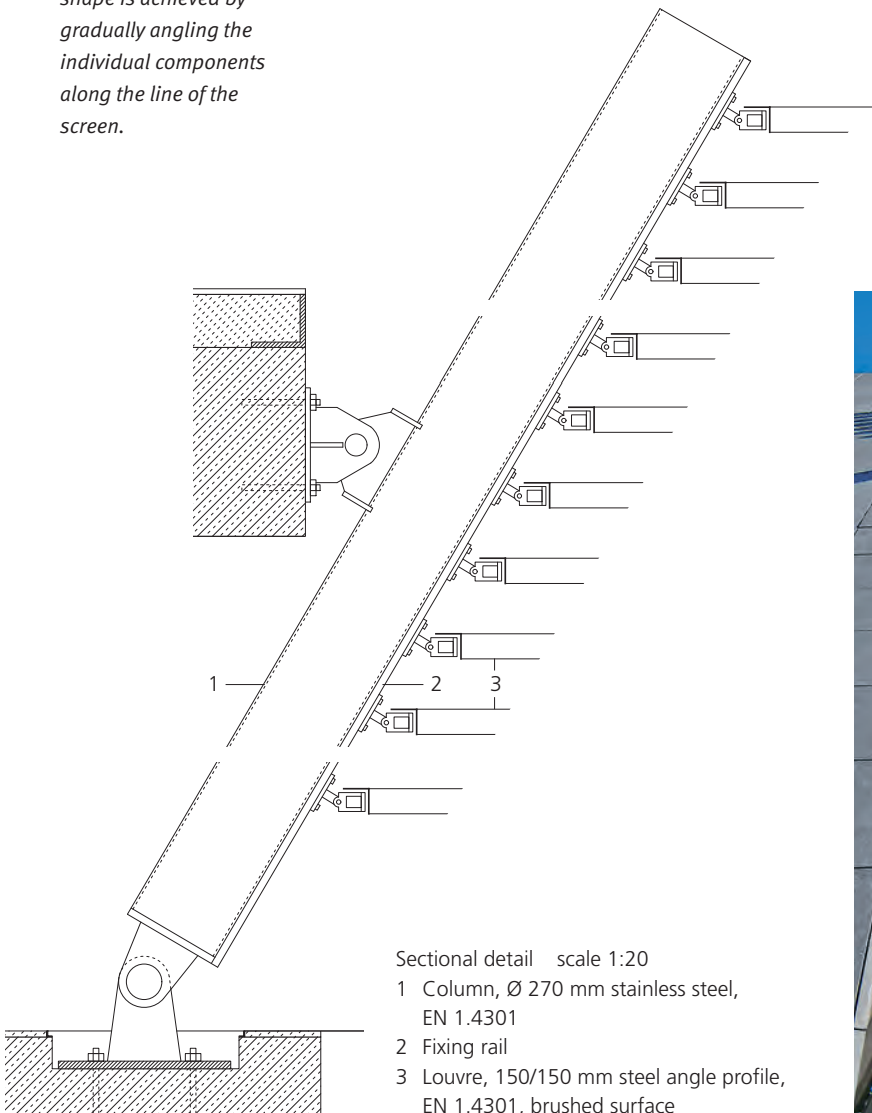 shape is achieved by
gradually angling the
individual components
along the line of the
screen.
1
2
3
Sectional detail scale 1:20
1 Column, Ø 270 mm stainless steel,
EN 1.4301
2 Fixing rail
3 Louvre, 150/150 mm steel angle profile,
EN 1.4301, brushed surface